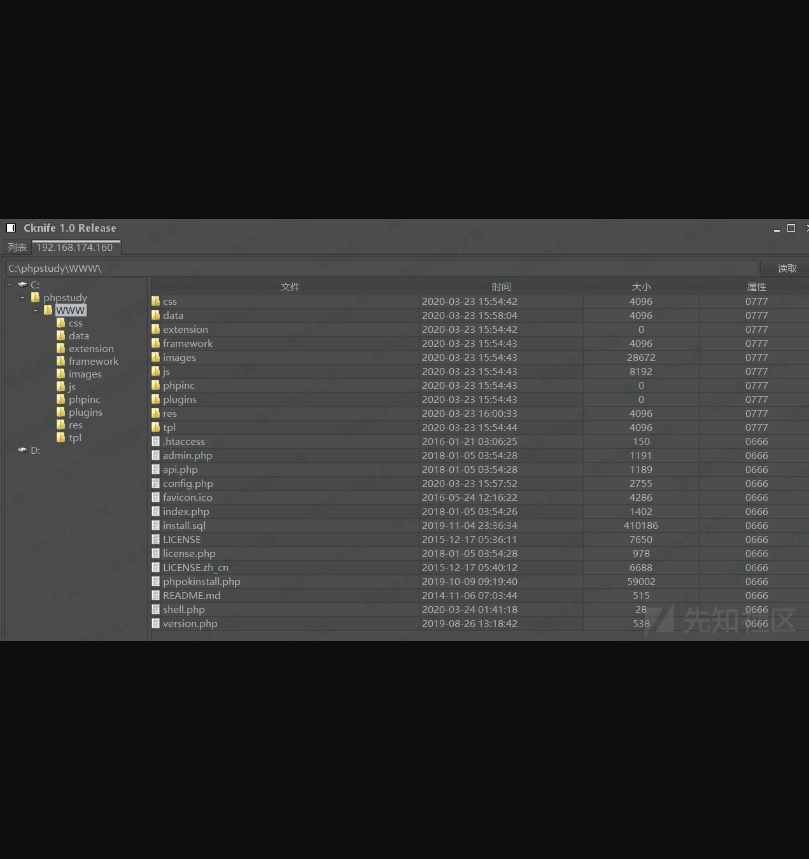 Cknife 1.0 Release
列表 192.168.174.160
C:\phpstudy\WWW\ 读取
C:
phpstudy
WWW
css
data
extension
framework
images
js
phpinc
plugins
res
tpl
D:
文件 时间 大小 属性
css 2020-03-23 15:54:42 4096 0777
data 2020-03-23 15:58:04 4096 0777
extension 2020-03-23 15:54:42 0 0777
framework 2020-03-23 15:54:43 4096 0777
images 2020-03-23 15:54:43 28672 0777
js 2020-03-23 15:54:43 8192 0777
phpinc 2020-03-23 15:54:43 0 0777
plugins 2020-03-23 15:54:43 0 0777
res 2020-03-23 16:00:33 4096 0777
tpl 2020-03-23 15:54:44 4096 0777
.htaccess 2016-01-21 03:06:25 150 0666
admin.php 2018-01-05 03:54:28 1191 0666
api.php 2018-01-05 03:54:28 1189 0666
config.php 2020-03-23 15:57:52 2755 0666
favicon.ico 2016-05-24 12:16:22 4286 0666
index.php 2018-01-05 03:54:26 1402 0666
install.sql 2019-11-04 23:36:34 410186 0666
LICENSE 2015-12-17 05:36:11 7650 0666
license.php 2018-01-05 03:54:28 978 0666
LICENSE.zh_cn 2015-12-17 05:40:12 6688 0666
phpokinstall.php 2019-10-09 09:19:40 59002 0666
README.md 2014-11-06 07:03:44 515 0666
shell.php 2020-03-24 01:41:18 28 0666
version.php 2019-08-26 13:18:42 538 0666
先知社区